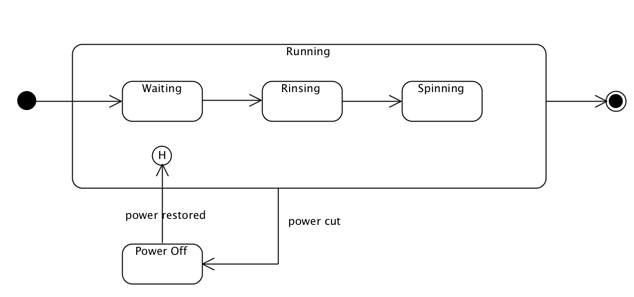 Running
Waiting
Rinsing
Spinning
H
power restored
power cut
Power Off